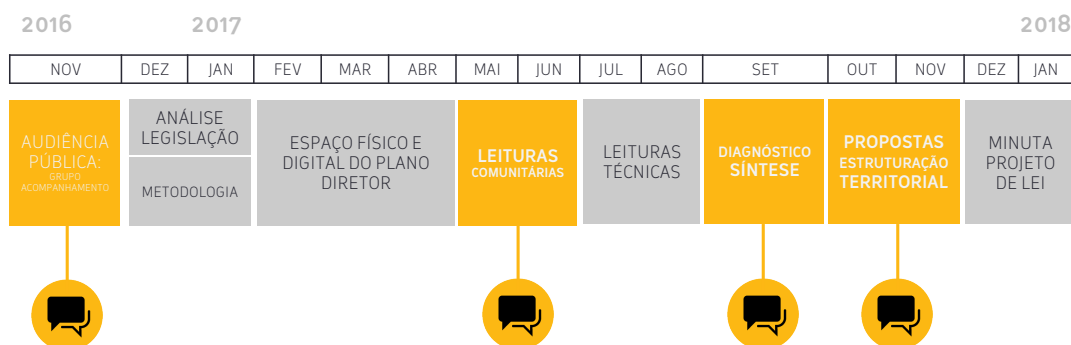 2016 2017 2018
NOV DEZ JAN FEV MAR ABR MAI JUN JUL AGO SET OUT NOV DEZ JAN
AUDIÊNCIA
PÚBLICA:
GRUPO
ACOMPANHAMENTO
ANÁLISE
LEGISLAÇÃO
METODOLOGIA
ESPAÇO FÍSICO E
DIGITAL DO PLANO
DIRETOR
LEITURAS
COMUNITÁRIAS
LEITURAS
TÉCNICAS
DIAGNÓSTICO
SÍNTESE
PROPOSTAS
ESTRUTURAÇÃO
TERRITORIAL
MINUTA
PROJETO
DE LEI